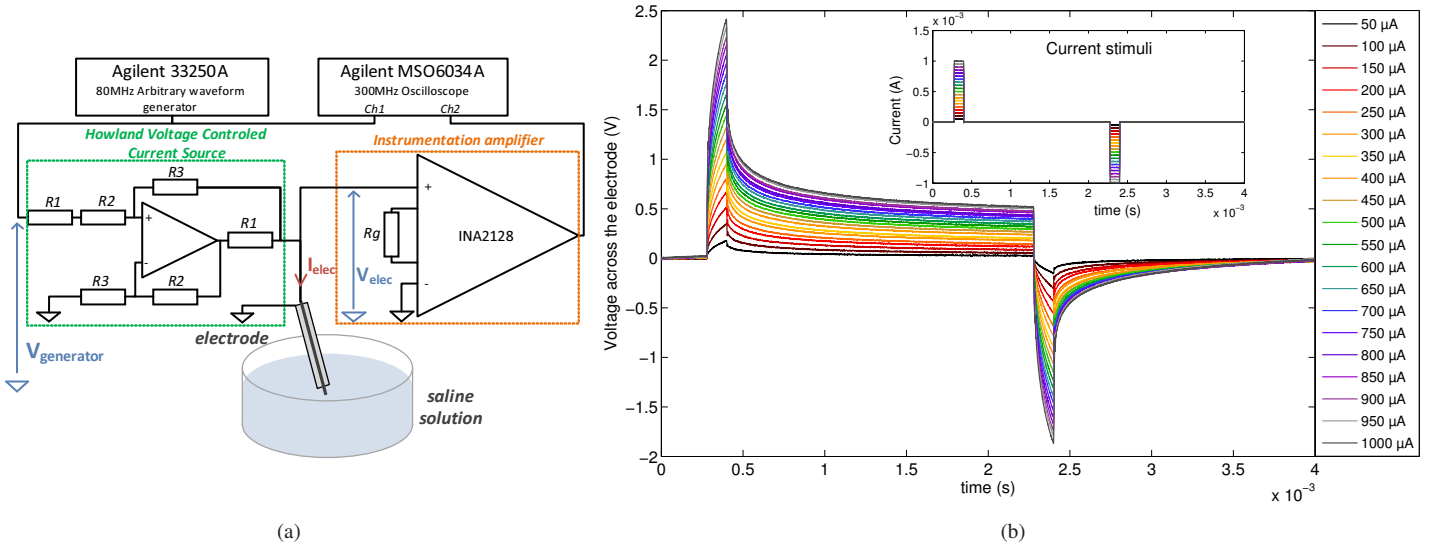 Agilent 33250A
80MHz Arbitrary waveform
generator
Agilent MSO6034A
300MHz Oscilloscope
Ch1 Ch2
Howland Voltage Controled
Current Source
Instrumentation amplifier
R3
R1 R2
+
R1
-
R3 R2
+
Rg
INA2128
-
I elec
V elec
V generator
electrode
saline
solution
(a)
Voltage across the electrode (V)
2.5
2
1.5
1
0.5
0
−0.5
−1
−1.5
−2
0 0.5 1 1.5 2 2.5 3 3.5 4
time (s)
x 10⁻³
x 10⁻³
Current stimuli
Current (A)
1.5
1
0.5
0
−0.5
−1
0 0.5 1 1.5 2 2.5 3 3.5 4
time (s)
x 10⁻³
50 μA
100 μA
150 μA
200 μA
250 μA
300 μA
350 μA
400 μA
450 μA
500 μA
550 μA
600 μA
650 μA
700 μA
750 μA
800 μA
850 μA
900 μA
950 μA
1000 μA
(b)